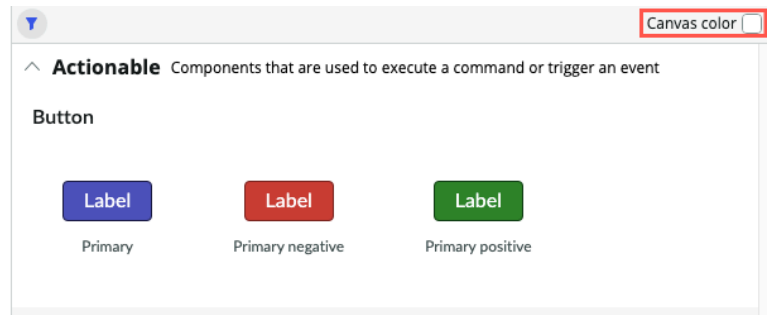 Canvas color
Actionable Components that are used to execute a command or trigger an event
Button
Label Label Label
Primary Primary negative Primary positive